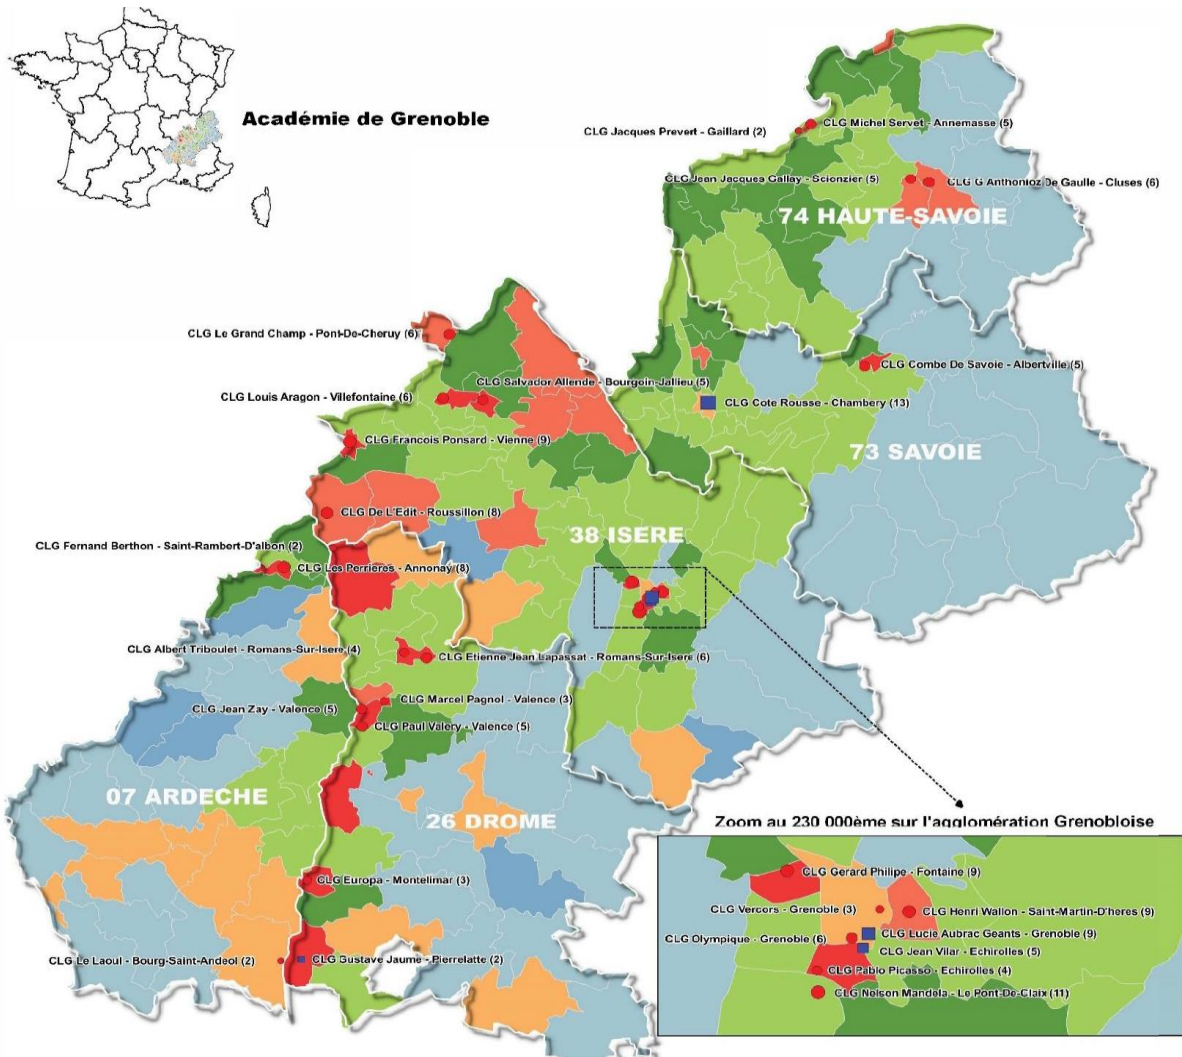 Académie de Grenoble
CLG Jacques Prevert - Gaillard (2)
CLG Michel Servet - Annemasse (5)
CLG Jean Jacques Gallay - Scionzier (5)
CLG G Anthonioz De Gaulle - Cluses (6)
74 HAUTE-SAVOIE
CLG Le Grand Champ - Pont-De-Cheruy (6)
CLG Combe De Savoie - Albertville (5)
CLG Salvador Allende - Bourgoin-Jallieu (5)
CLG Louis Aragon - Villefontaine (6)
CLG Cote Rousse - Chambery (13)
CLG Francois Ponsard - Vienne (9)
73 SAVOIE
CLG De L'Edit - Roussillon (8)
38 ISERE
CLG Fernand Berthon - Saint-Rambert-D'albon (2)
CLG Les Perrieres - Annonay (8)
CLG Albert Triboulet - Romans-Sur-Isere (4)
CLG Etienne Jean Lapassat - Romans-Sur-Isere (6)
CLG Marcel Pagnol - Valence (3)
CLG Jean Zay - Valence (5)
CLG Paul Valery - Valence (5)
07 ARDECHE
26 DROME
Zoom au 230 000ème sur l'agglomération Grenobloise
CLG Europa - Montelimar (3)
CLG Gerard Philipe - Fontaine (9)
CLG Vercors - Grenoble (3)
CLG Henri Wallon - Saint-Martin-D'heres (9)
CLG Lucie Aubrac Geants - Grenoble (9)
CLG Olympique - Grenoble (6)
CLG Jean Vilar - Echirolles (5)
CLG Le Laoul - Bourg-Saint-Andeol (2)
CLG Gustave Jaume - Pierrelatte (2)
CLG Pablo Picasso - Echirolles (4)
CLG Nelson Mandela - Le Pont-De-Claix (11)